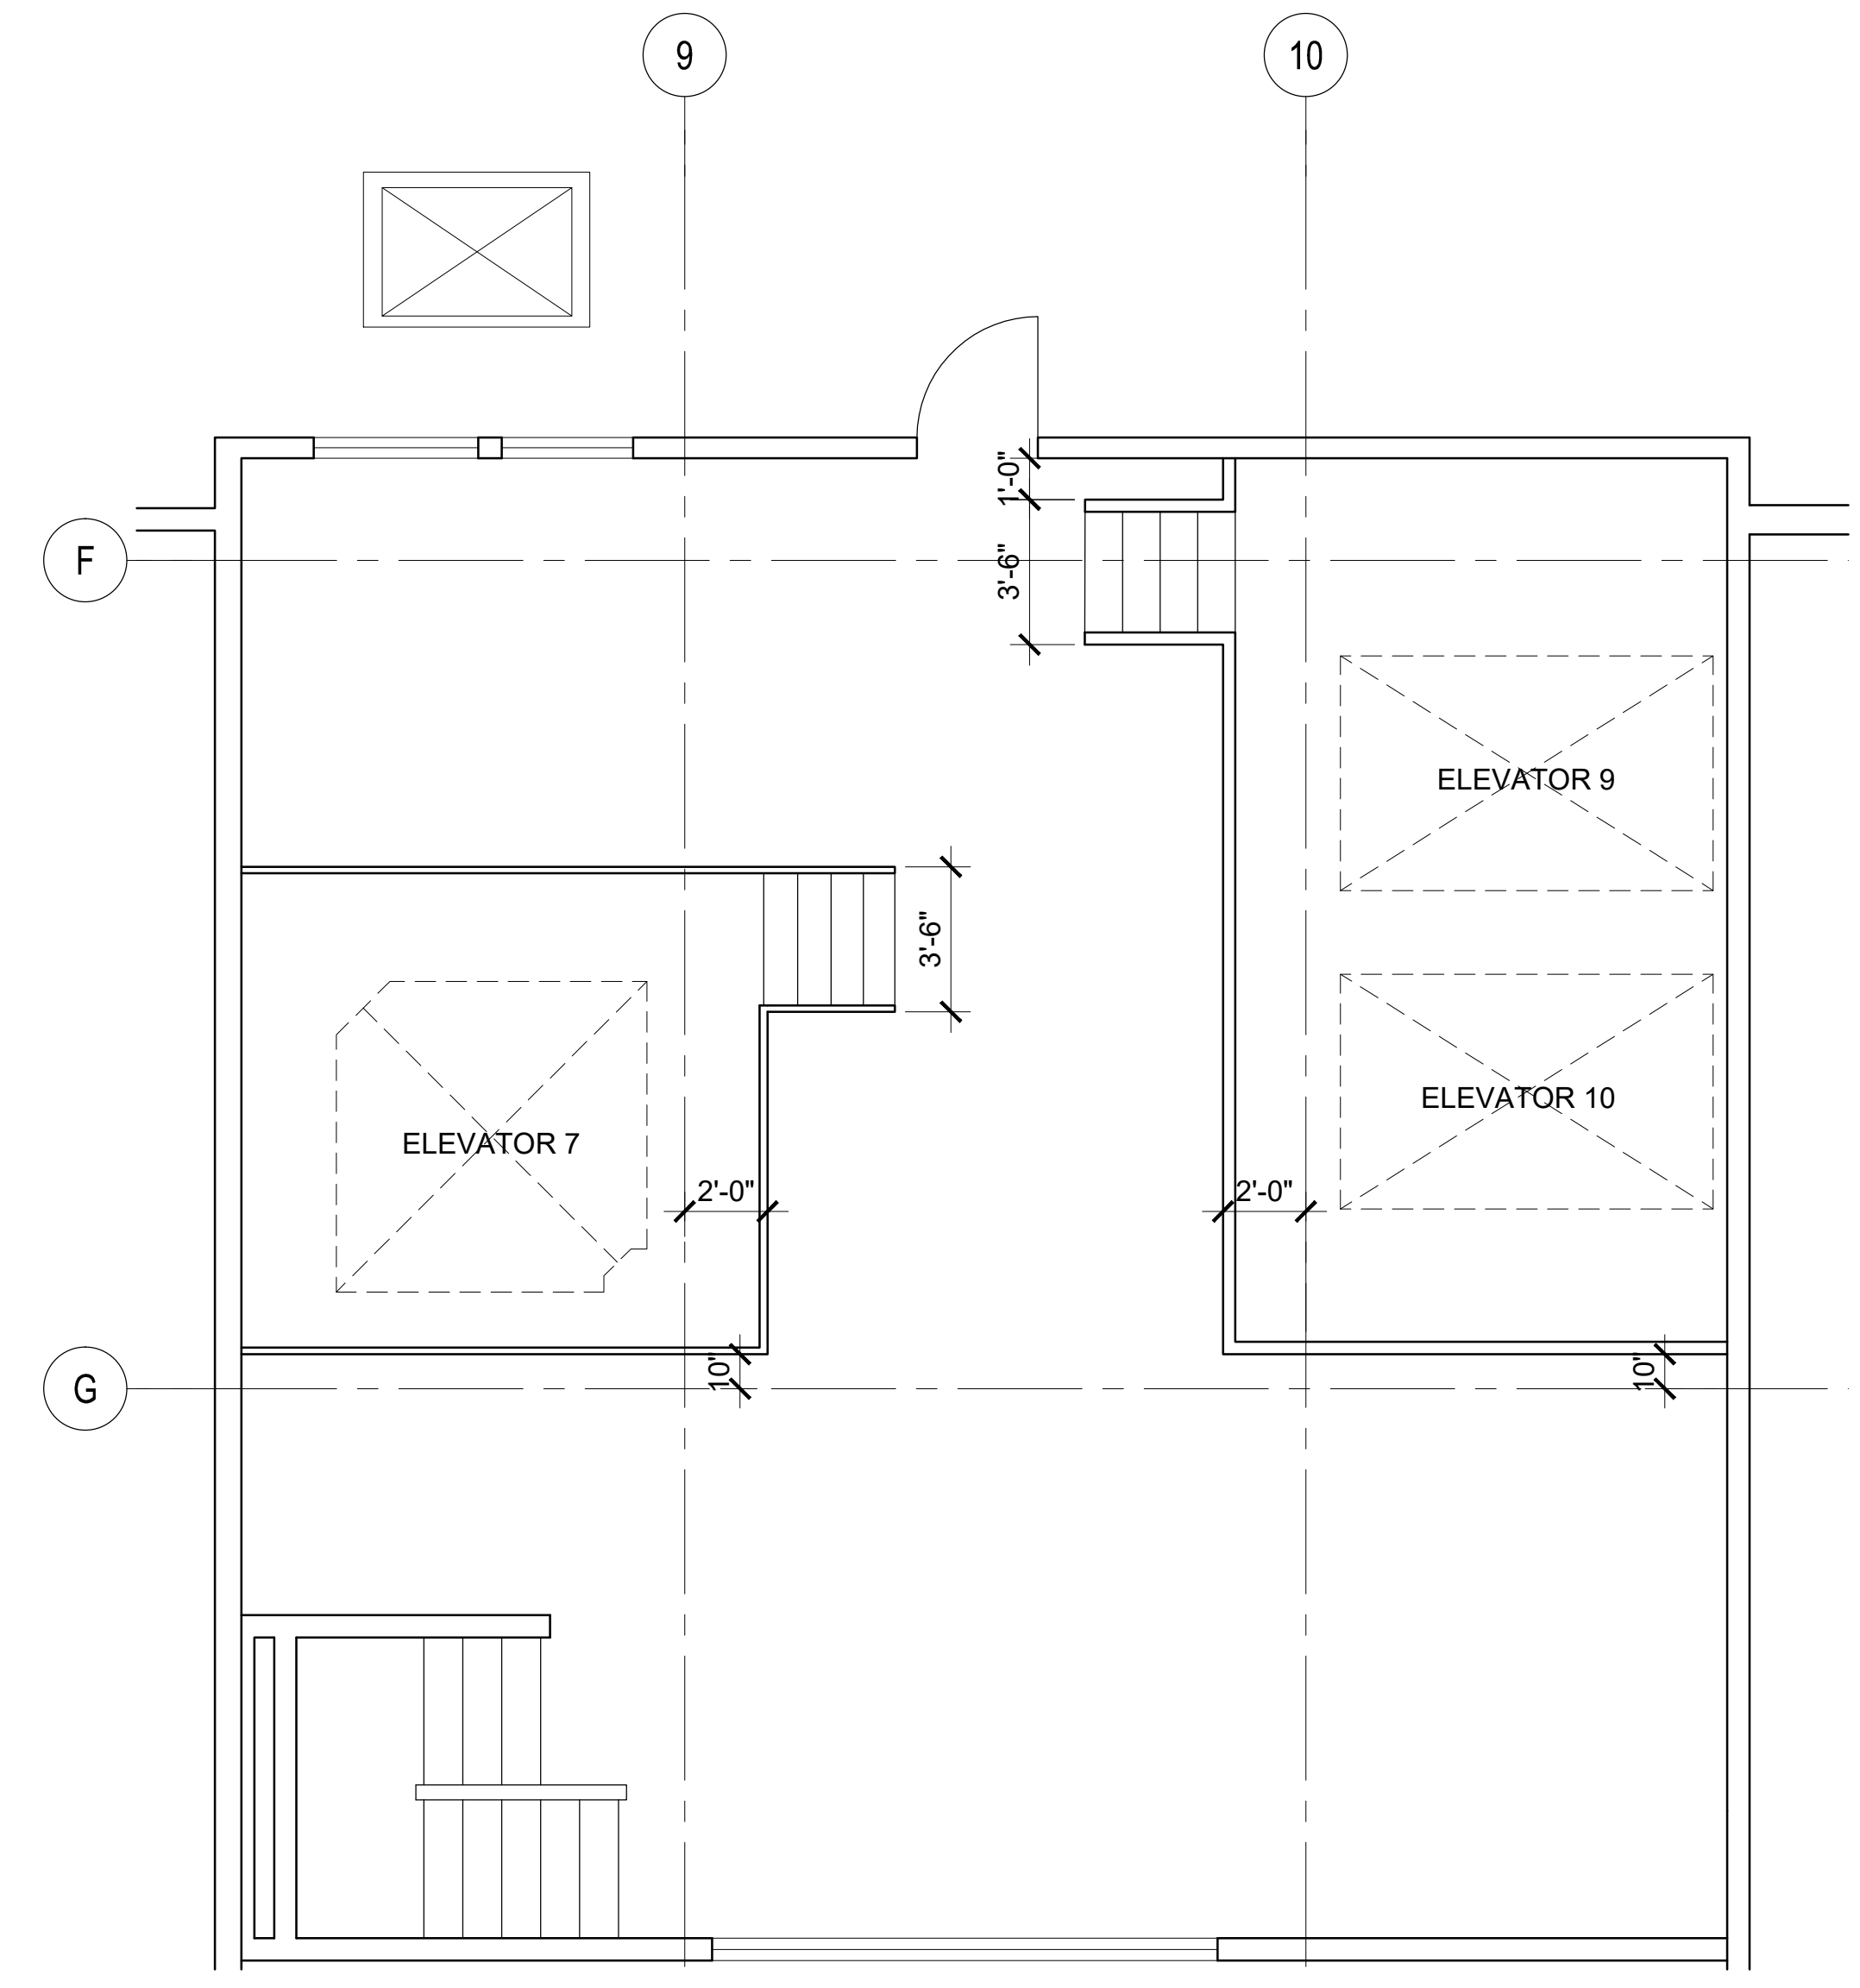 9
10
1'-0"
F
3'-6"
ELEVATOR 9
3'-6"
ELEVATOR 10
ELEVATOR 7
2'-0"
2'-0"
G
10"
10"